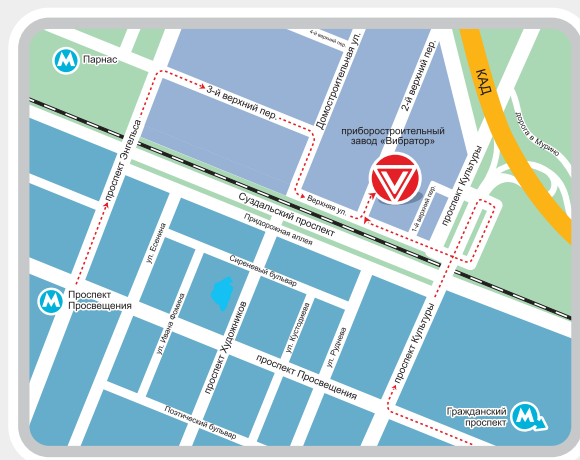 4-й верхний пер.
Парнас
КАД
Домостроительная ул.
2-й верхний пер.
3-й верхний пер.
дорога в Мурино
приборостроительный
завод «Вибратор»
проспект Энгельса
проспект Культуры
Верхняя ул.
1-й верхний пер.
Суздальский проспект
Придорожная аллея
ул. Есенина
Сиреневый бульвар
Проспект
Просвещения
ул. Ивана Фомина
проспект Художников
ул. Кустодиева
ул. Руднева
проспект Культуры
проспект Просвещения
Поэтический бульвар
Гражданский
проспект